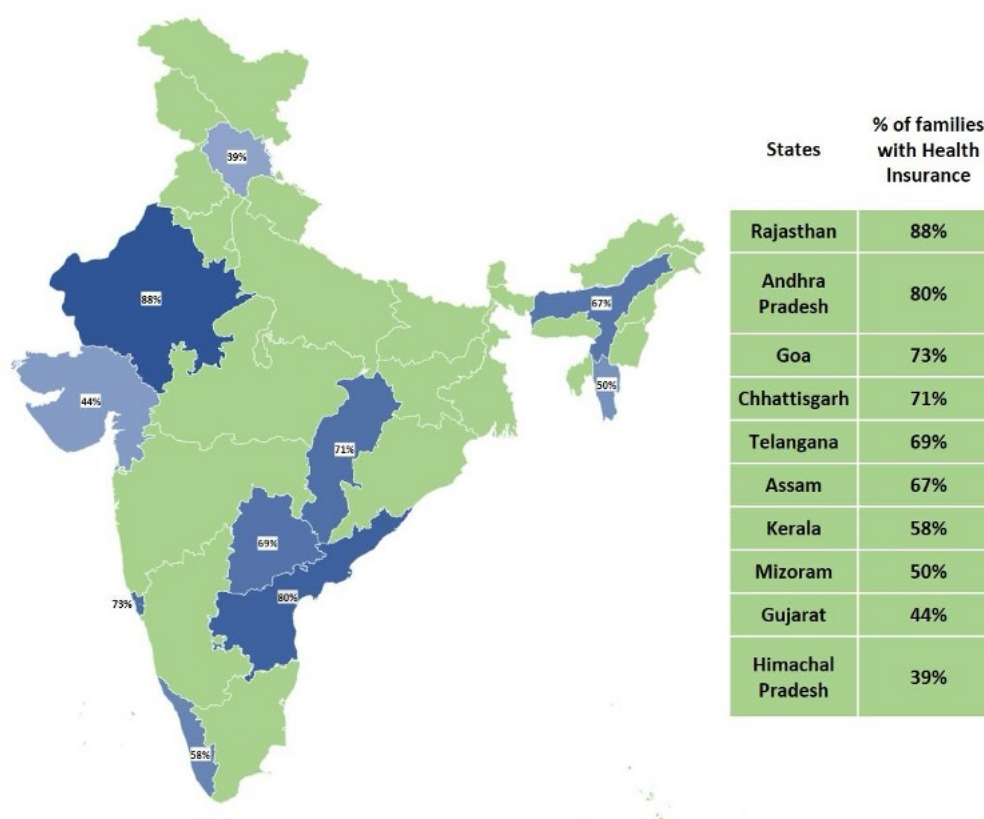 39%
88%
67%
50%
44%
71%
69%
73%
80%
58%
States
% of families
with Health
Insurance
Rajasthan 88%
Andhra
Pradesh 80%
Goa 73%
Chhattisgarh 71%
Telangana 69%
Assam 67%
Kerala 58%
Mizoram 50%
Gujarat 44%
Himachal
Pradesh 39%